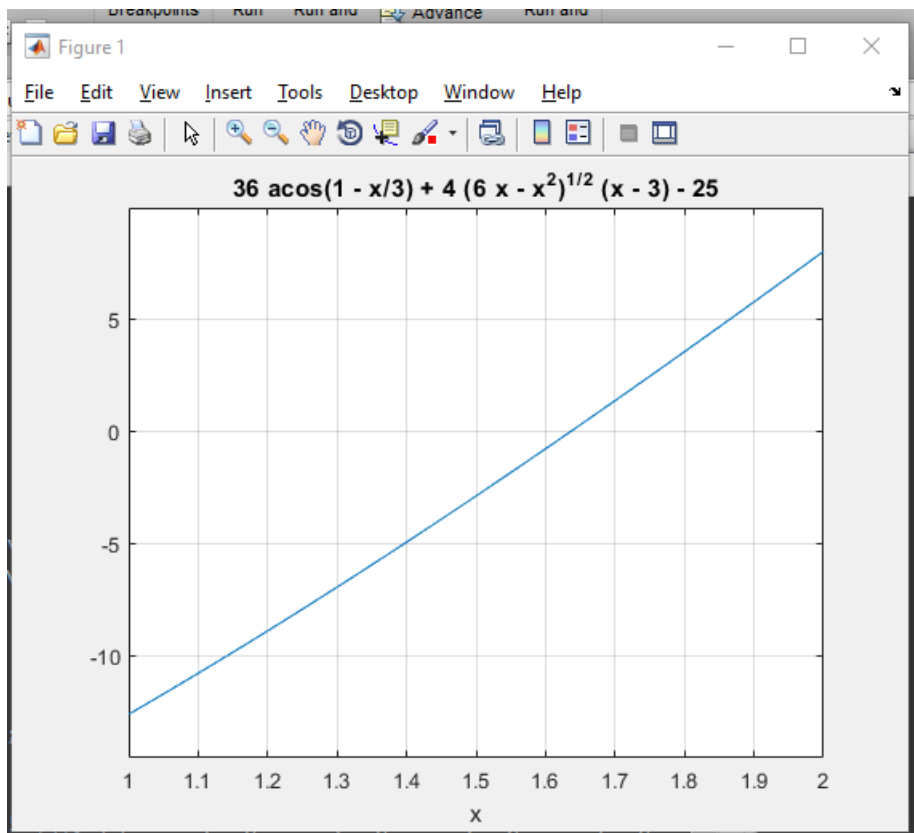 Breakpoints Run Run and Advance Run and
Figure 1
File Edit View Insert Tools Desktop Window Help
36 acos(1 - x/3) + 4 (6 x - x^2)^1/2 (x - 3) - 25
5
0
-5
-10
1 1.1 1.2 1.3 1.4 1.5 1.6 1.7 1.8 1.9 2
x